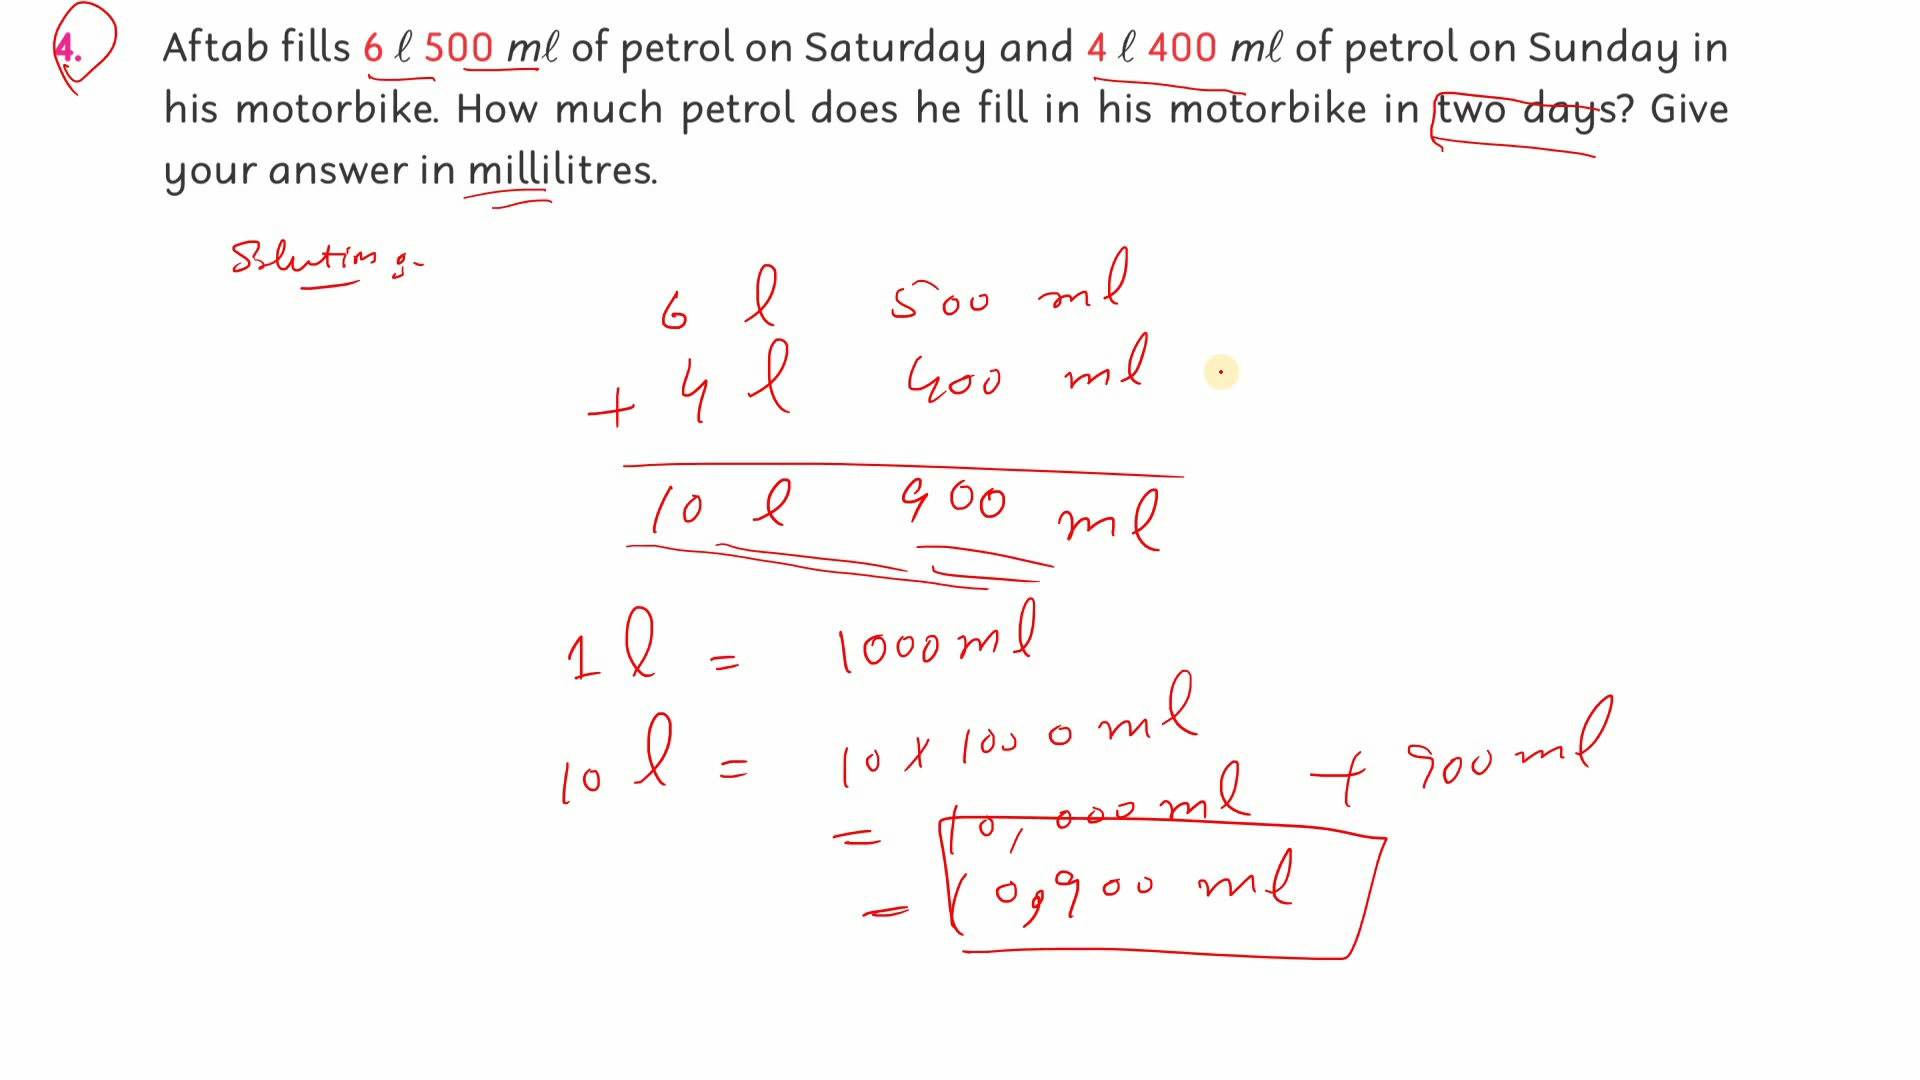 4. Aftab fills 6 l 500 ml of petrol on Saturday and 4 l 400 ml of petrol on Sunday in
his motorbike. How much petrol does he fill in his motorbike in two days? Give
your answer in millilitres.
Solution :-
6 l 500 ml
+ 4 l 400 ml
10 l 900 ml
1 l = 1000 ml
10 l = 10 x 1000 ml
= 10,000 ml + 900 ml
= 10,900 ml